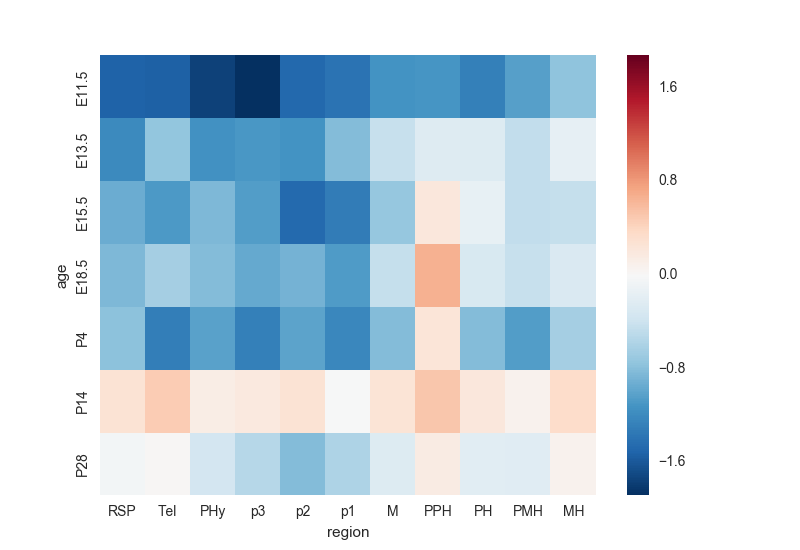 E11.5
E13.5
E15.5
E18.5
P4
P14
P28
age
RSP Tel PHy p3 p2 p1 M PPH PH PMH MH
region
1.6
0.8
0.0
−0.8
−1.6